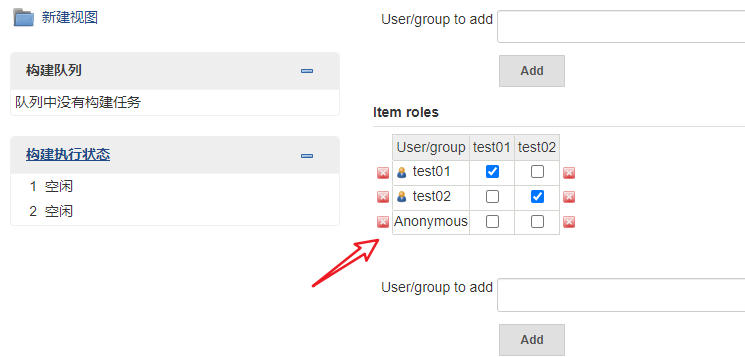 新建视图
构建队列
队列中没有构建任务
构建执行状态
1 空闲
2 空闲
User/group to add
Add
Item roles
User/group test01 test02
test01
test02
Anonymous
User/group to add
Add